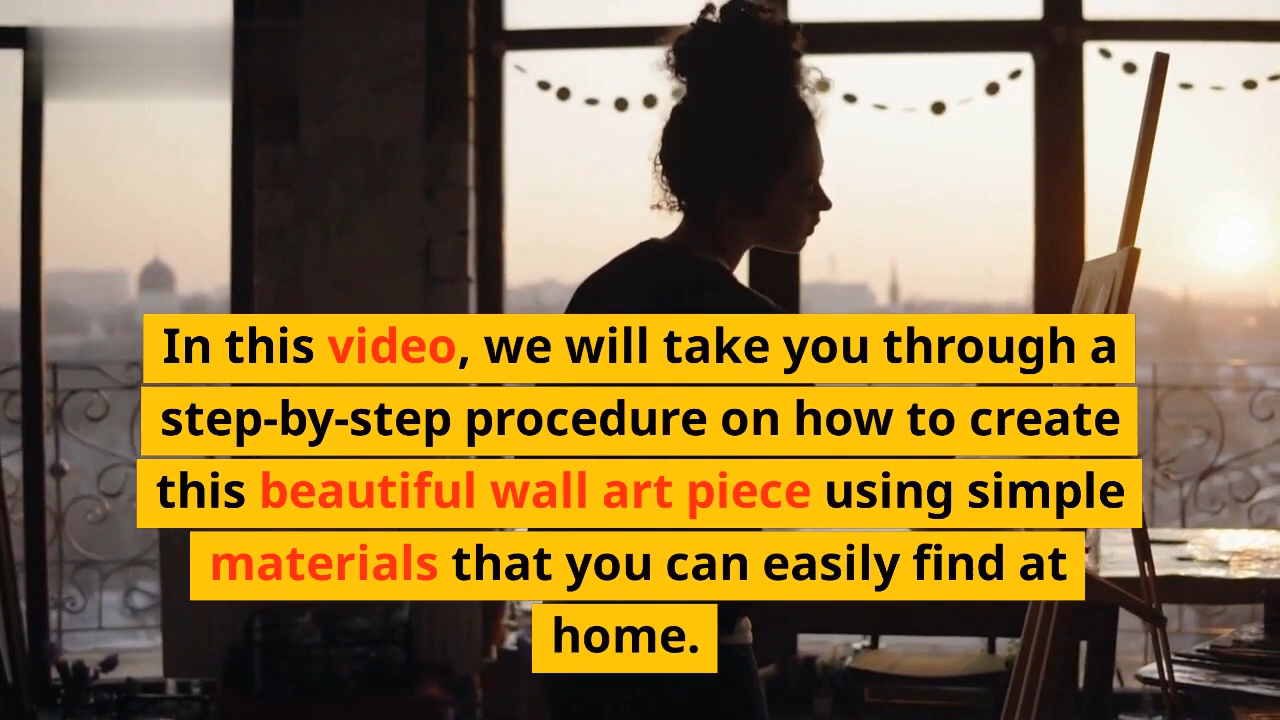 In this video, we will take you through a
step-by-step procedure on how to create
this beautiful wall art piece using simple
materials that you can easily find at
home.